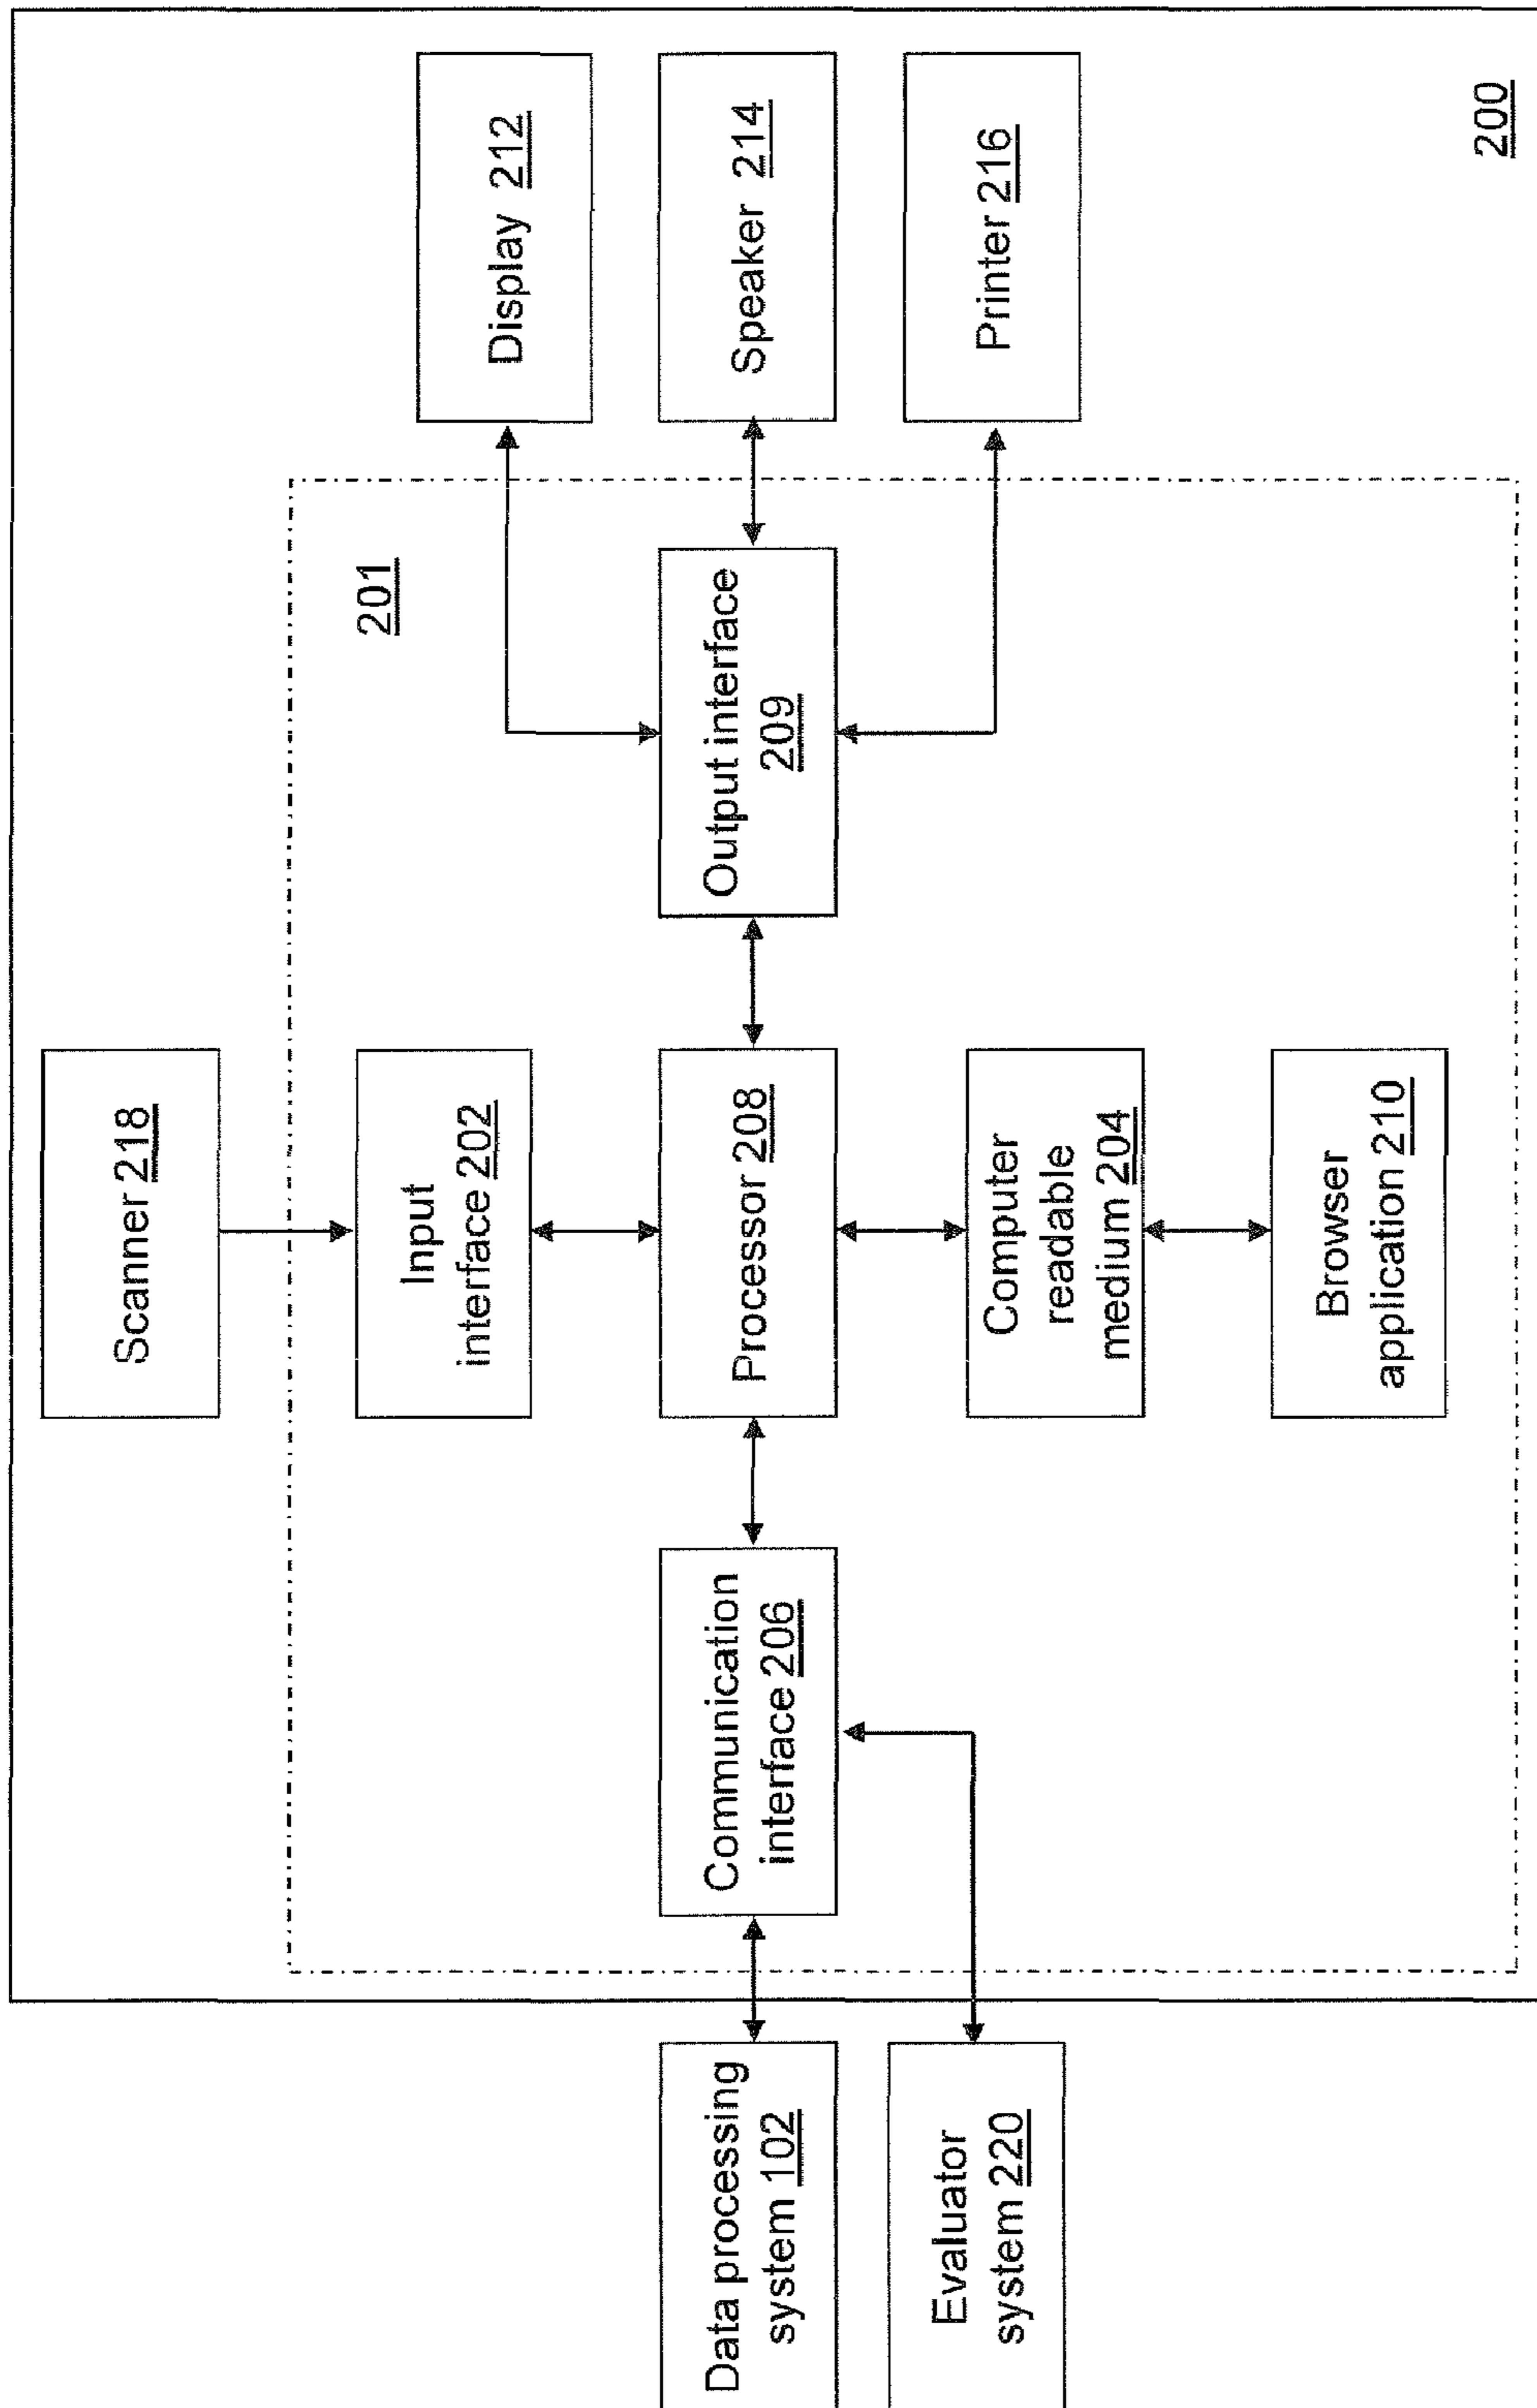 Scanner 218
Display 212
201
Input
interface 202
Data processing
system 102
Communication
interface 206
Processor 208
Output interface
209
Speaker 214
Evaluator
system 220
Computer
readable
medium 204
Printer 216
Browser
application 210
200